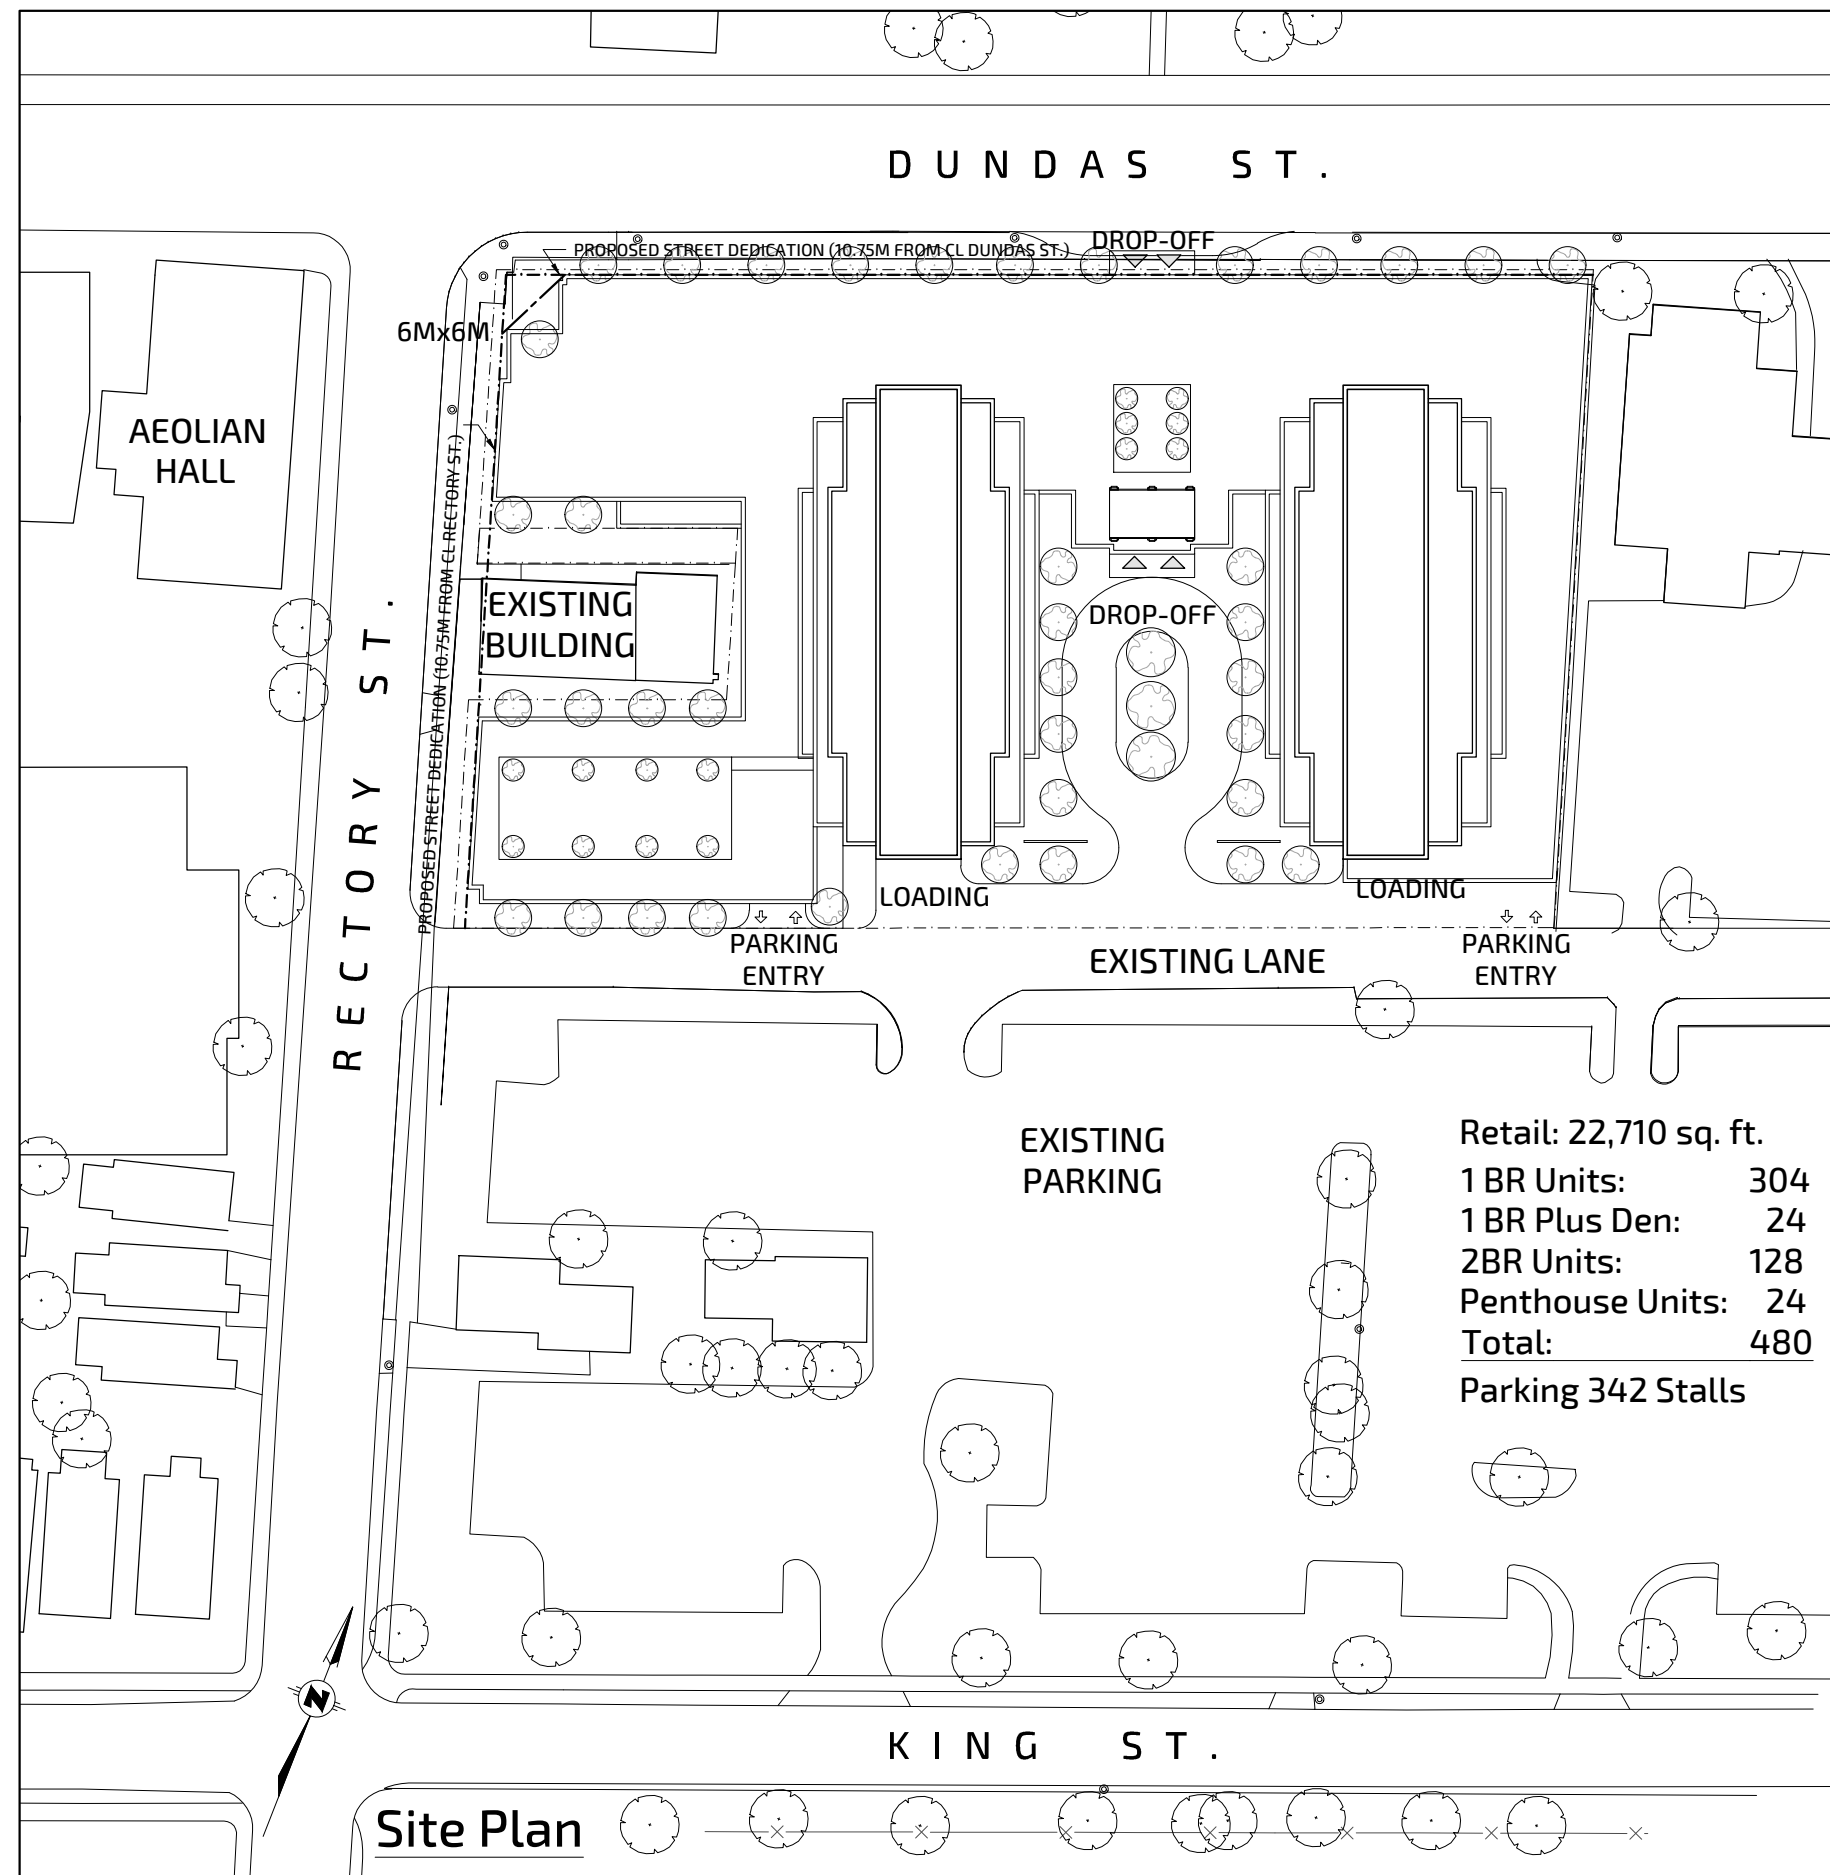 DUNDAS ST.
PROPOSED STREET DEDICATION (10.75M FROM CL DUNDAS ST.)
DROP-OFF
6Mx6M
AEOLIAN
HALL
PROPOSED STREET DEDICATION (10.75M FROM CL RECTORY ST.)
RECTORY ST.
EXISTING
BUILDING
DROP-OFF
LOADING
LOADING
PARKING
ENTRY
EXISTING LANE
PARKING
ENTRY
EXISTING
PARKING
Retail: 22,710 sq. ft.
1 BR Units: 304
1 BR Plus Den: 24
2BR Units: 128
Penthouse Units: 24
Total: 480
Parking 342 Stalls
N
KING ST.
Site Plan